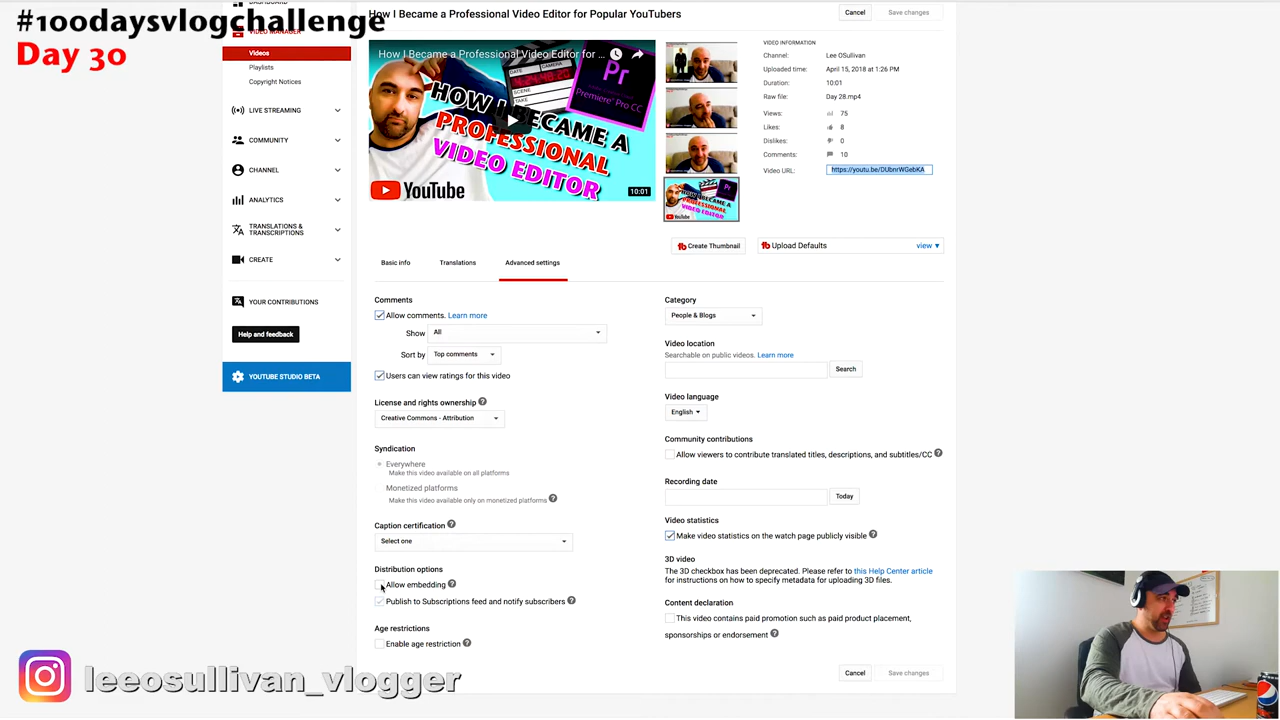 #100daysvlogchallenge
Day 30
DASHBOARD
VIDEO MANAGER
Videos
Playlists
Copyright Notices
LIVE STREAMING
COMMUNITY
CHANNEL
ANALYTICS
TRANSLATIONS &
TRANSCRIPTIONS
CREATE
YOUR CONTRIBUTIONS
Help and feedback
YOUTUBE STUDIO BETA
How I Became a Professional Video Editor for Popular YouTubers
Cancel
Save changes
How I Became a Professional Video Editor for ...
Pr
Premiere Pro CC
HOW I BECAME A
PROFESSIONAL
VIDEO EDITOR
YouTube
10:01
VIDEO INFORMATION
Channel: Lee OSullivan
Uploaded time: April 15, 2018 at 1:26 PM
Duration: 10:01
Raw file: Day 28.mp4
Views: 75
Likes: 8
Dislikes: 0
Comments: 10
Video URL: https://youtu.be/DUbnrWGebKA
Create Thumbnail
Upload Defaults view ▼
Basic info
Translations
Advanced settings
Comments
Allow comments. Learn more
Show All
Sort by Top comments
Users can view ratings for this video
License and rights ownership
Creative Commons - Attribution
Syndication
Everywhere
Make this video available on all platforms
Monetized platforms
Make this video available only on monetized platforms
Caption certification
Select one
Distribution options
Allow embedding
Publish to Subscriptions feed and notify subscribers
Age restrictions
Enable age restriction
Category
People & Blogs
Video location
Searchable on public videos. Learn more
Search
Video language
English
Community contributions
Allow viewers to contribute translated titles, descriptions, and subtitles/CC
Recording date
Today
Video statistics
Make video statistics on the watch page publicly visible
3D video
The 3D checkbox has been deprecated. Please refer to this Help Center article
for instructions on how to specify metadata for uploading 3D files.
Content declaration
This video contains paid promotion such as paid product placement,
sponsorships or endorsement
Cancel
Save changes
leeosullivan_vlogger